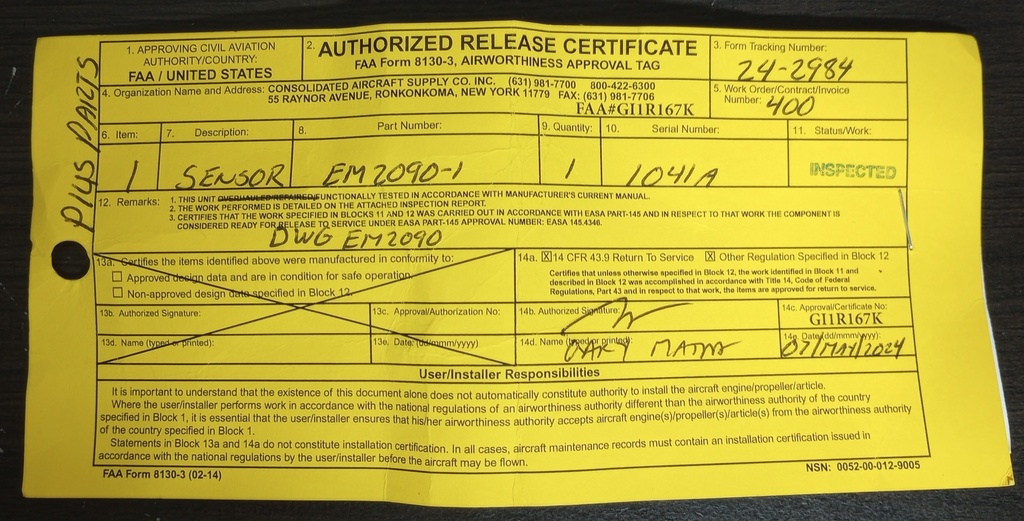 PIUS DAIRTS
1. APPROVING CIVIL AVIATION
AUTHORITY/COUNTRY:
FAA / UNITED STATES
2. AUTHORIZED RELEASE CERTIFICATE
FAA Form 8130-3, AIRWORTHINESS APPROVAL TAG
3. Form Tracking Number:
24-2984
4. Organization Name and Address: CONSOLIDATED AIRCRAFT SUPPLY CO. INC. (631) 981-7700 800-422-6300
55 RAYNOR AVENUE, RONKONKOMA, NEW YORK 11779 FAX: (631) 981-7706
FAA#GI1R167K
5. Work Order/Contract/Invoice
Number: 400
6. Item: 7. Description: 8. Part Number: 9. Quantity: 10. Serial Number: 11. Status/Work:
1 SENSOR EM2090-1 1 1041A INSPECTED
12. Remarks: 1. THIS UNIT OVERHAULED/REPAIRED/FUNCTIONALLY TESTED IN ACCORDANCE WITH MANUFACTURER'S CURRENT MANUAL.
2. THE WORK PERFORMED IS DETAILED ON THE ATTACHED INSPECTION REPORT.
3. CERTIFIES THAT THE WORK SPECIFIED IN BLOCKS 11 AND 12 WAS CARRIED OUT IN ACCORDANCE WITH EASA PART-145 AND IN RESPECT TO THAT WORK THE COMPONENT IS
CONSIDERED READY FOR RELEASE TO SERVICE UNDER EASA PART-145 APPROVAL NUMBER: EASA 145.4346.
DWG EM2090
13a. Certifies the items identified above were manufactured in conformity to:
Approved design data and are in condition for safe operation.
Non-approved design data specified in Block 12.
14a. X 14 CFR 43.9 Return To Service X Other Regulation Specified in Block 12
Certifies that unless otherwise specified in Block 12, the work identified in Block 11 and
described in Block 12 was accomplished in accordance with Title 14, Code of Federal
Regulations, Part 43 and in respect to that work, the items are approved for return to service.
13b. Authorized Signature: 13c. Approval/Authorization No: 14b. Authorized Signature: 14c. Approval/Certificate No:
GI1R167K
13d. Name (typed or printed): 13e. Date: (dd/mmm/yyyy) 14d. Name (typed or printed): 14e. Date(dd/mmm/yyyy):
GARY 07/MAY/2024
User/Installer Responsibilities
It is important to understand that the existence of this document alone does not automatically constitute authority to install the aircraft engine/propeller/article.
Where the user/installer performs work in accordance with the national regulations of an airworthiness authority different than the airworthiness authority of the country
specified in Block 1, it is essential that the user/installer ensures that his/her airworthiness authority accepts aircraft engine(s)/propeller(s)/article(s) from the airworthiness authority
of the country specified in Block 1.
Statements in Block 13a and 14a do not constitute installation certification. In all cases, aircraft maintenance records must contain an installation certification issued in
accordance with the national regulations by the user/installer before the aircraft may be flown.
FAA Form 8130-3 (02-14)
NSN: 0052-00-012-9005